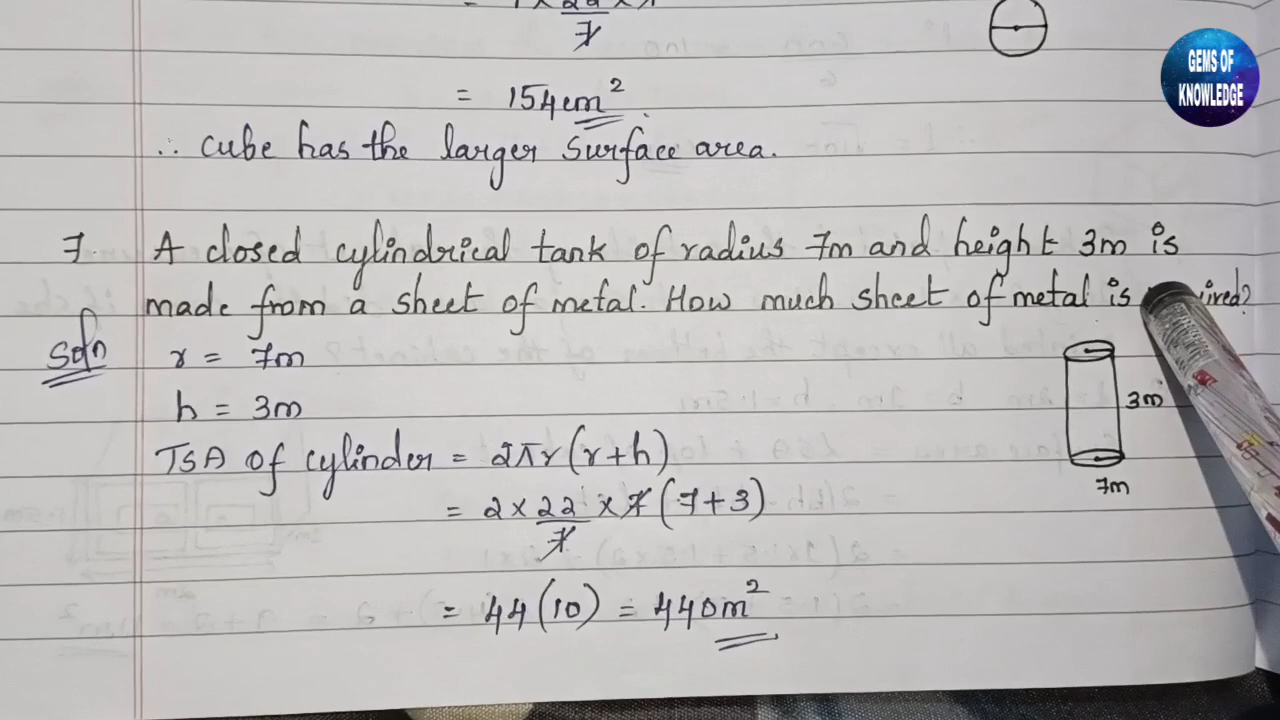 7
= 154cm²
∴ cube has the larger surface area.
GEMS OF
KNOWLEDGE
7. A closed cylindrical tank of radius 7m and height 3m is
made from a sheet of metal. How much sheet of metal is
Soln r = 7m
h = 3m
3m
7m
TSA of cylinder = 2πr(r+h)
= 2 × 22/7 × 7 (7+3)
= 44(10) = 440m²